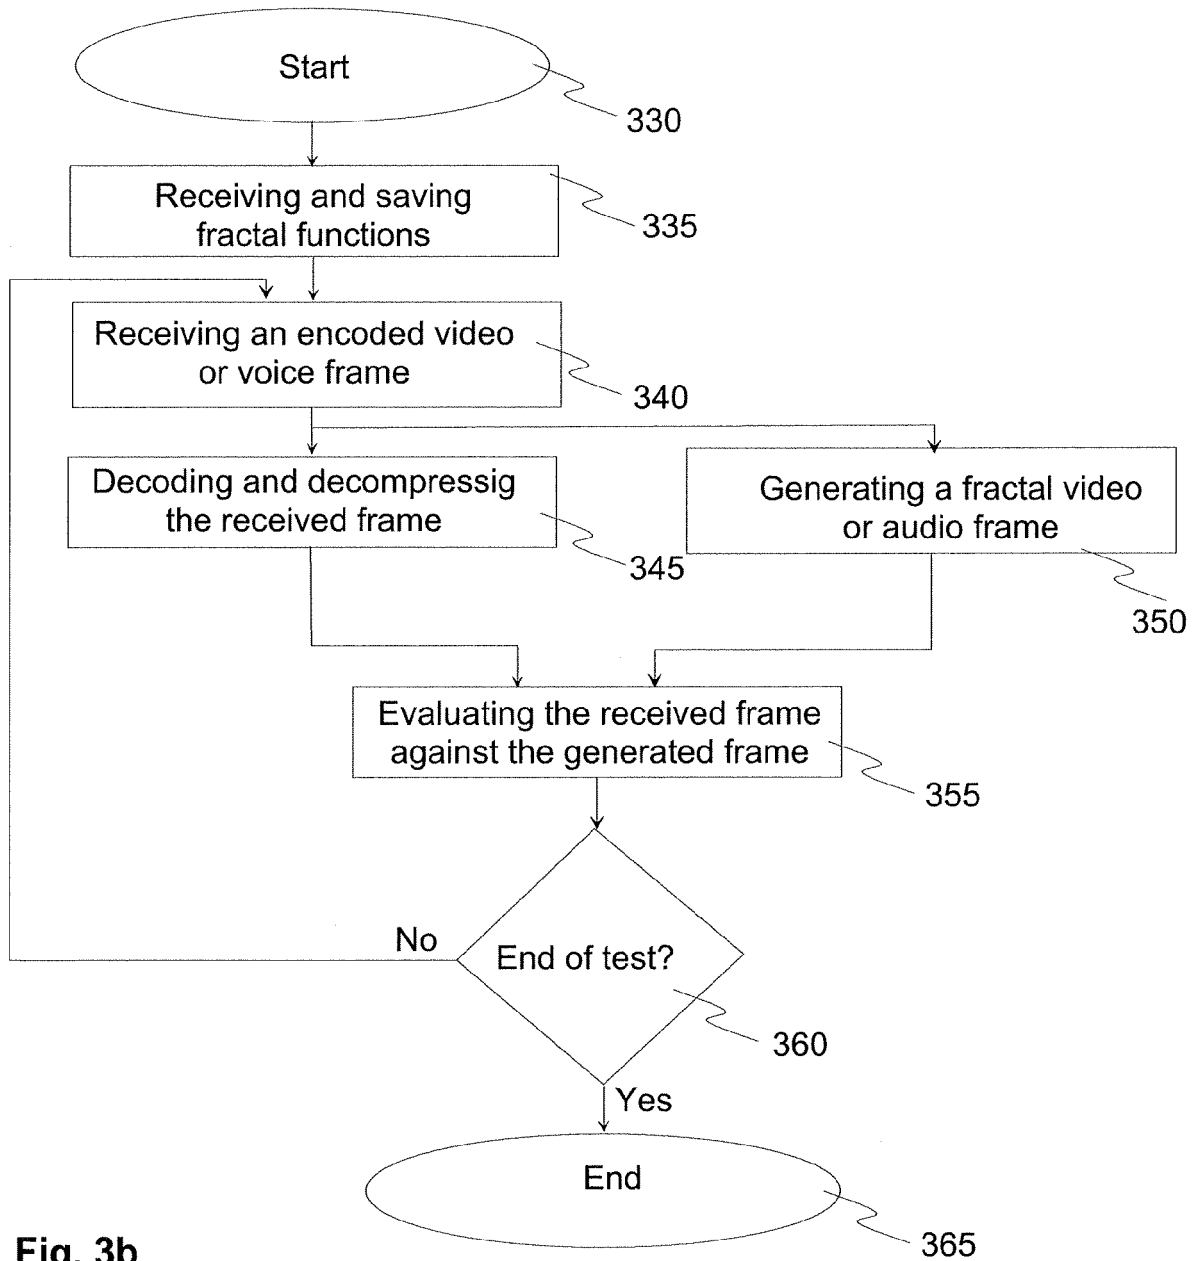 Start
330
Receiving and saving
fractal functions
335
Receiving an encoded video
or voice frame
340
Decoding and decompressig
the received frame
345
Generating a fractal video
or audio frame
350
Evaluating the received frame
against the generated frame
355
No
End of test?
360
Yes
End
365
Fig. 3b